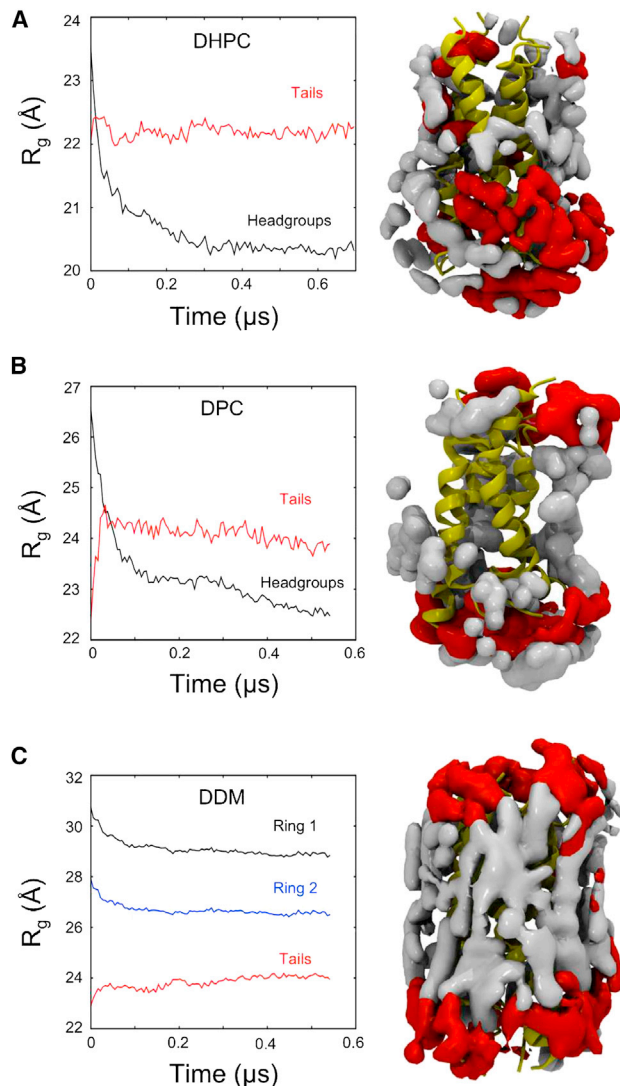 A
DHPC
24
23
22
21
20
Rg (Å)
Tails
Headgroups
0 0.2 0.4 0.6
Time (µs)
B
DPC
27
26
25
24
23
22
Rg (Å)
Tails
Headgroups
0 0.2 0.4 0.6
Time (µs)
C
DDM
32
30
28
26
24
22
Rg (Å)
Ring 1
Ring 2
Tails
0 0.2 0.4 0.6
Time (µs)